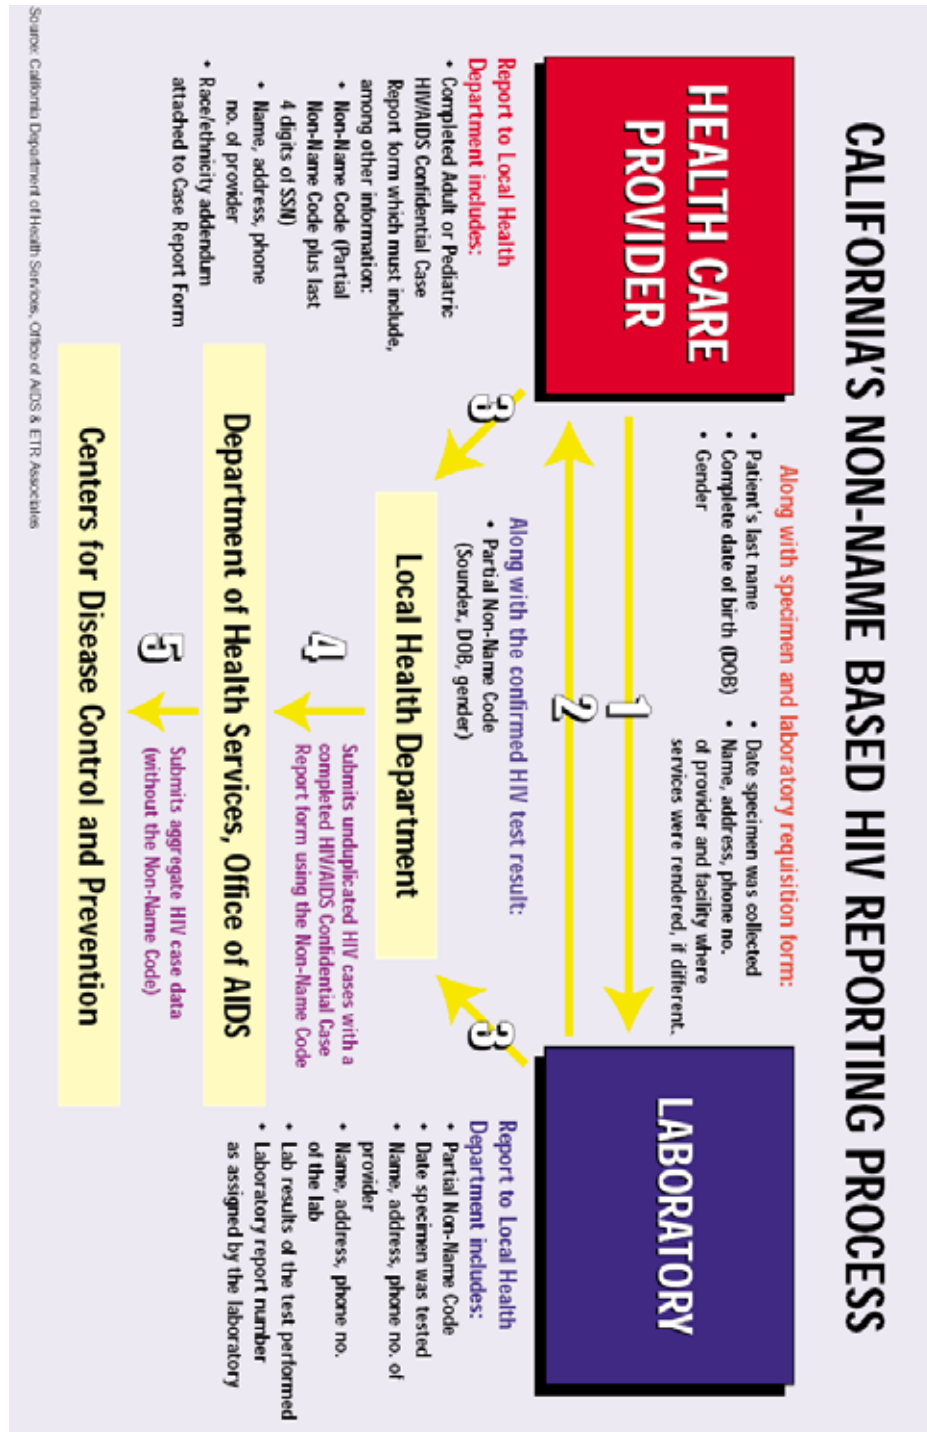 CALIFORNIA'S NON-NAME BASED HIV REPORTING PROCESS
HEALTH CARE
PROVIDER
Along with specimen and laboratory requisition form:
• Patient's last name
• Complete date of birth (DOB)
• Gender
• Date specimen was collected
• Name, address, phone no.
of provider and facility where
services were rendered, if different.
LABORATORY
1
2
Along with the confirmed HIV test result:
• Partial Non-Name Code
(Soundex, DOB, gender)
Report to Local Health
Department includes:
• Completed Adult or Pediatric
HIV/AIDS Confidential Case
Report form which must include,
among other information:
• Non-Name Code (Partial
Non-Name Code plus last
4 digits of SSN)
• Name, address, phone
no. of provider
• Race/ethnicity addendum
attached to Case Report Form
3
Local Health Department
3
Report to Local Health
Department includes:
• Partial Non-Name Code
• Date specimen was tested
• Name, address, phone no. of
provider
• Name, address, phone no.
of the lab
• Lab results of the test performed
• Laboratory report number
as assigned by the laboratory
4
Submits unduplicated HIV cases with a
completed HIV/AIDS Confidential Case
Report form using the Non-Name Code
Department of Health Services, Office of AIDS
5
Submits aggregate HIV case data
(without the Non-Name Code)
Centers for Disease Control and Prevention
Source: California Department of Health Services, Office of AIDS & ETR Associates